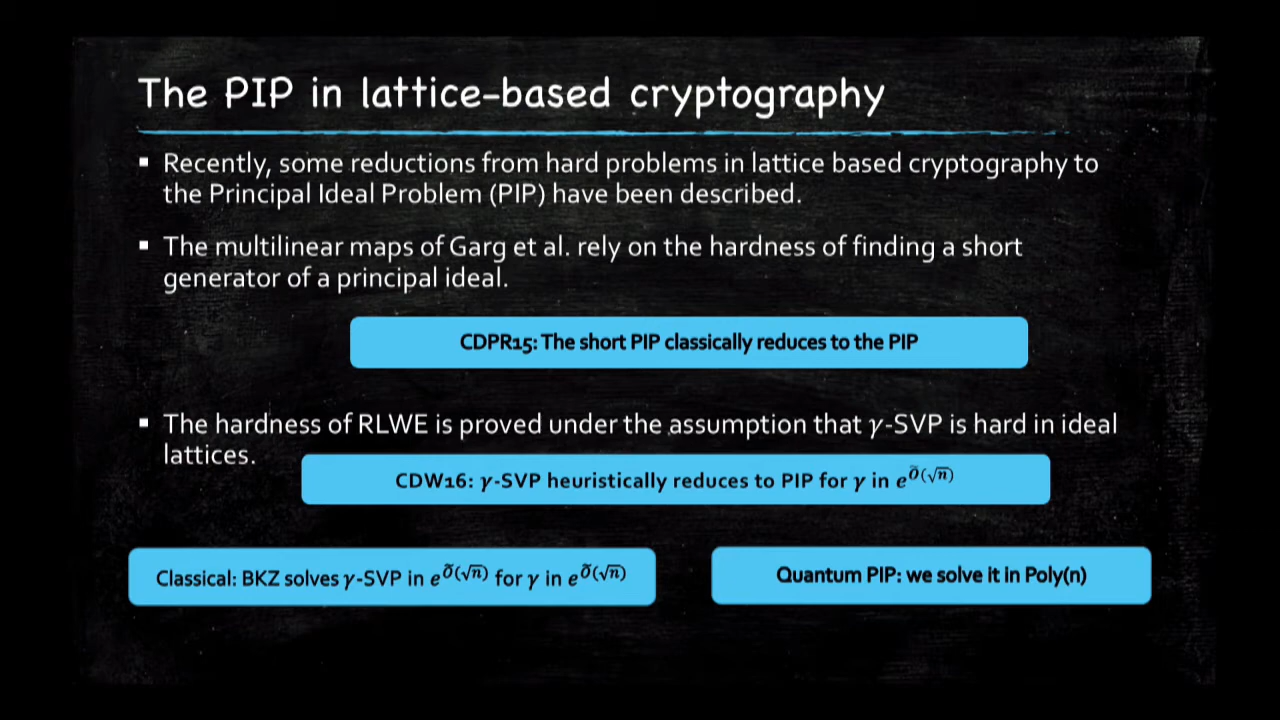 The PIP in lattice-based cryptography
▪ Recently, some reductions from hard problems in lattice based cryptography to
the Principal Ideal Problem (PIP) have been described.
▪ The multilinear maps of Garg et al. rely on the hardness of finding a short
generator of a principal ideal.
CDPR15: The short PIP classically reduces to the PIP
▪ The hardness of RLWE is proved under the assumption that γ-SVP is hard in ideal
lattices.
CDW16: γ-SVP heuristically reduces to PIP for γ in e^Õ(√n)
Classical: BKZ solves γ-SVP in e^Õ(√n) for γ in e^Õ(√n)
Quantum PIP: we solve it in Poly(n)